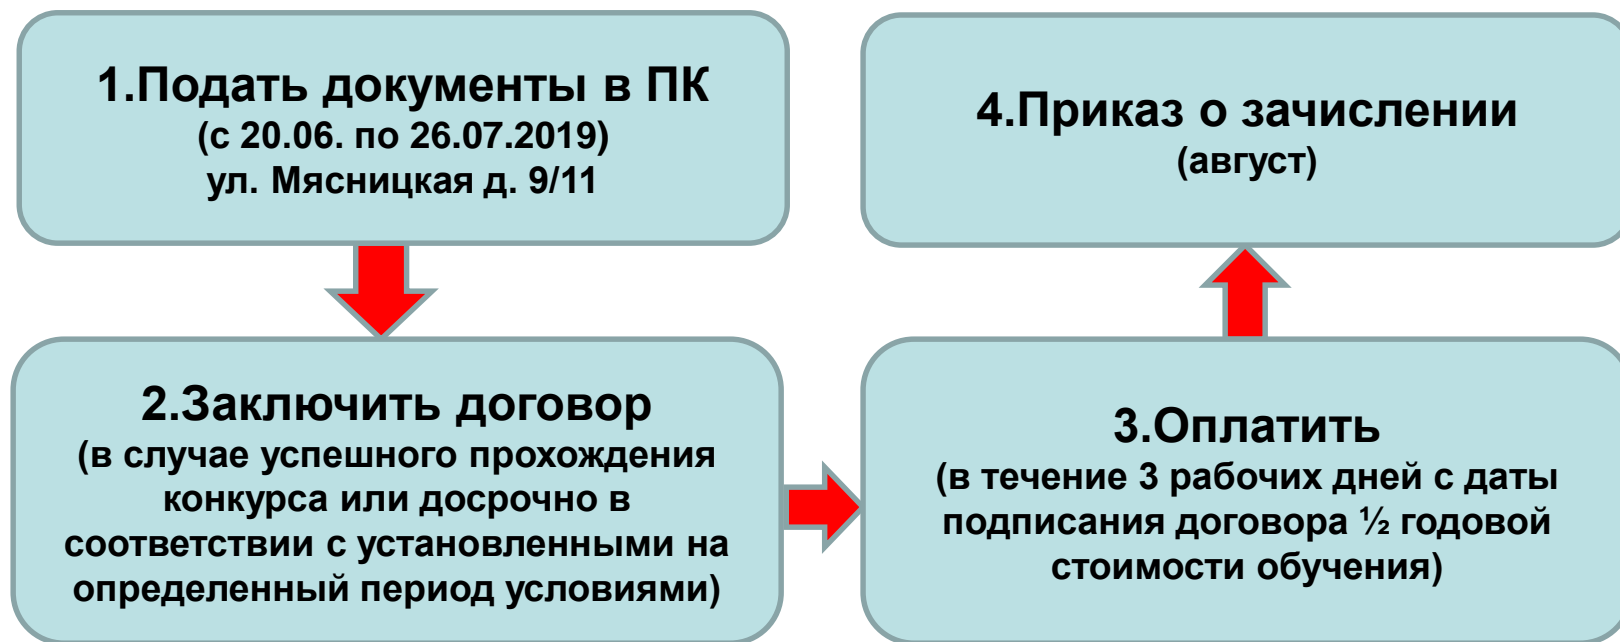 1.Подать документы в ПК
(с 20.06. по 26.07.2019)
ул. Мясницкая д. 9/11
2.Заключить договор
(в случае успешного прохождения
конкурса или досрочно в
соответствии с установленными на
определенный период условиями)
3.Оплатить
(в течение 3 рабочих дней с даты
подписания договора ½ годовой
стоимости обучения)
4.Приказ о зачислении
(август)